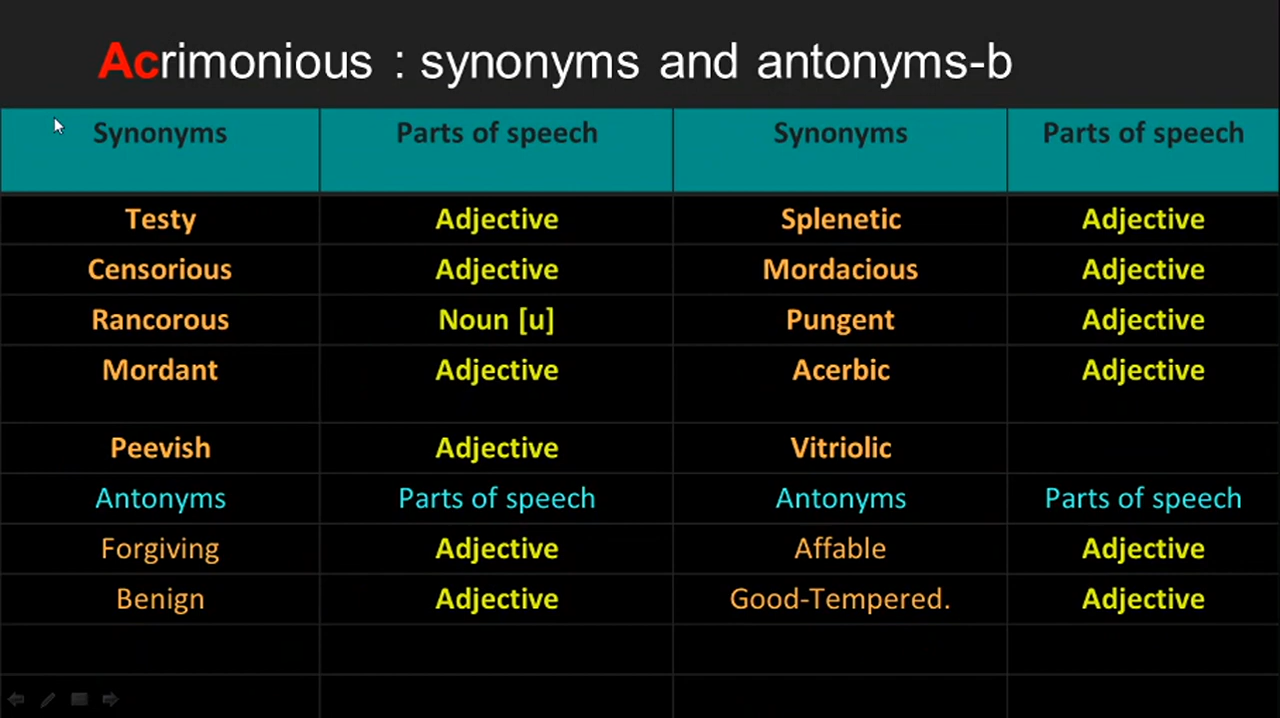 Acrimonious : synonyms and antonyms-b
Synonyms Parts of speech Synonyms Parts of speech
Testy Adjective Splenetic Adjective
Censorious Adjective Mordacious Adjective
Rancorous Noun [u] Pungent Adjective
Mordant Adjective Acerbic Adjective
Peevish Adjective Vitriolic
Antonyms Parts of speech Antonyms Parts of speech
Forgiving Adjective Affable Adjective
Benign Adjective Good-Tempered. Adjective